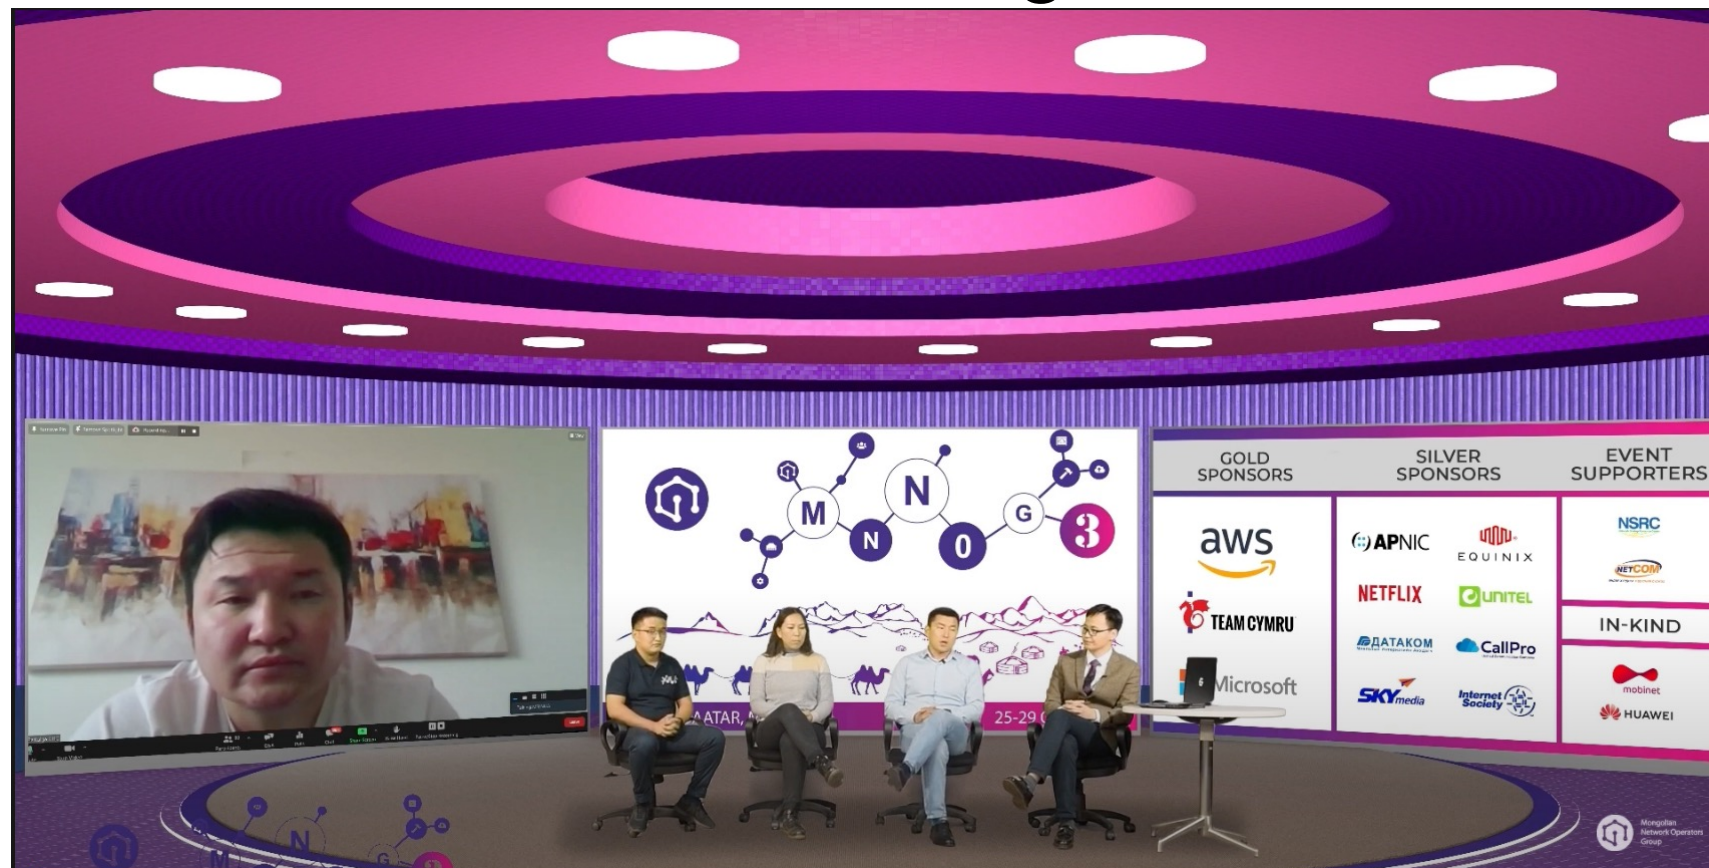 M
N
N
O
G
3
AATAR,
25-29
GOLD
SPONSORS
SILVER
SPONSORS
EVENT
SUPPORTERS
aws
TEAM CYMRU
Microsoft
APNIC
EQUINIX
NETFLIX
UNITEL
ДАТАКОМ
CallPro
SKYmedia
Internet
Society
NSRC
NETCOM
IN-KIND
mobinet
HUAWEI
M
N
G
3
Mongolian
Network Operators
Group